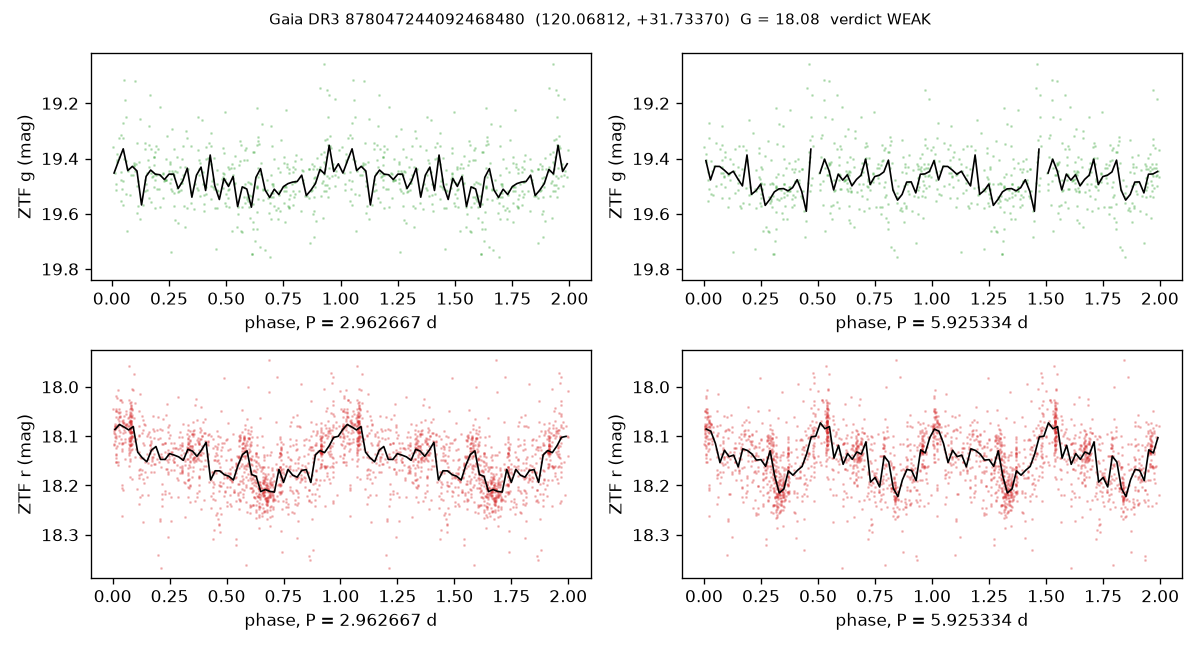 Gaia DR3 878047244092468480 (120.06812, +31.73370) G = 18.08 verdict WEAK
ZTF g (mag)
19.2
19.4
19.6
19.8
0.00 0.25 0.50 0.75 1.00 1.25 1.50 1.75 2.00
phase, P = 2.962667 d
ZTF g (mag)
19.2
19.4
19.6
19.8
0.00 0.25 0.50 0.75 1.00 1.25 1.50 1.75 2.00
phase, P = 5.925334 d
ZTF r (mag)
18.0
18.1
18.2
18.3
0.00 0.25 0.50 0.75 1.00 1.25 1.50 1.75 2.00
phase, P = 2.962667 d
ZTF r (mag)
18.0
18.1
18.2
18.3
0.00 0.25 0.50 0.75 1.00 1.25 1.50 1.75 2.00
phase, P = 5.925334 d